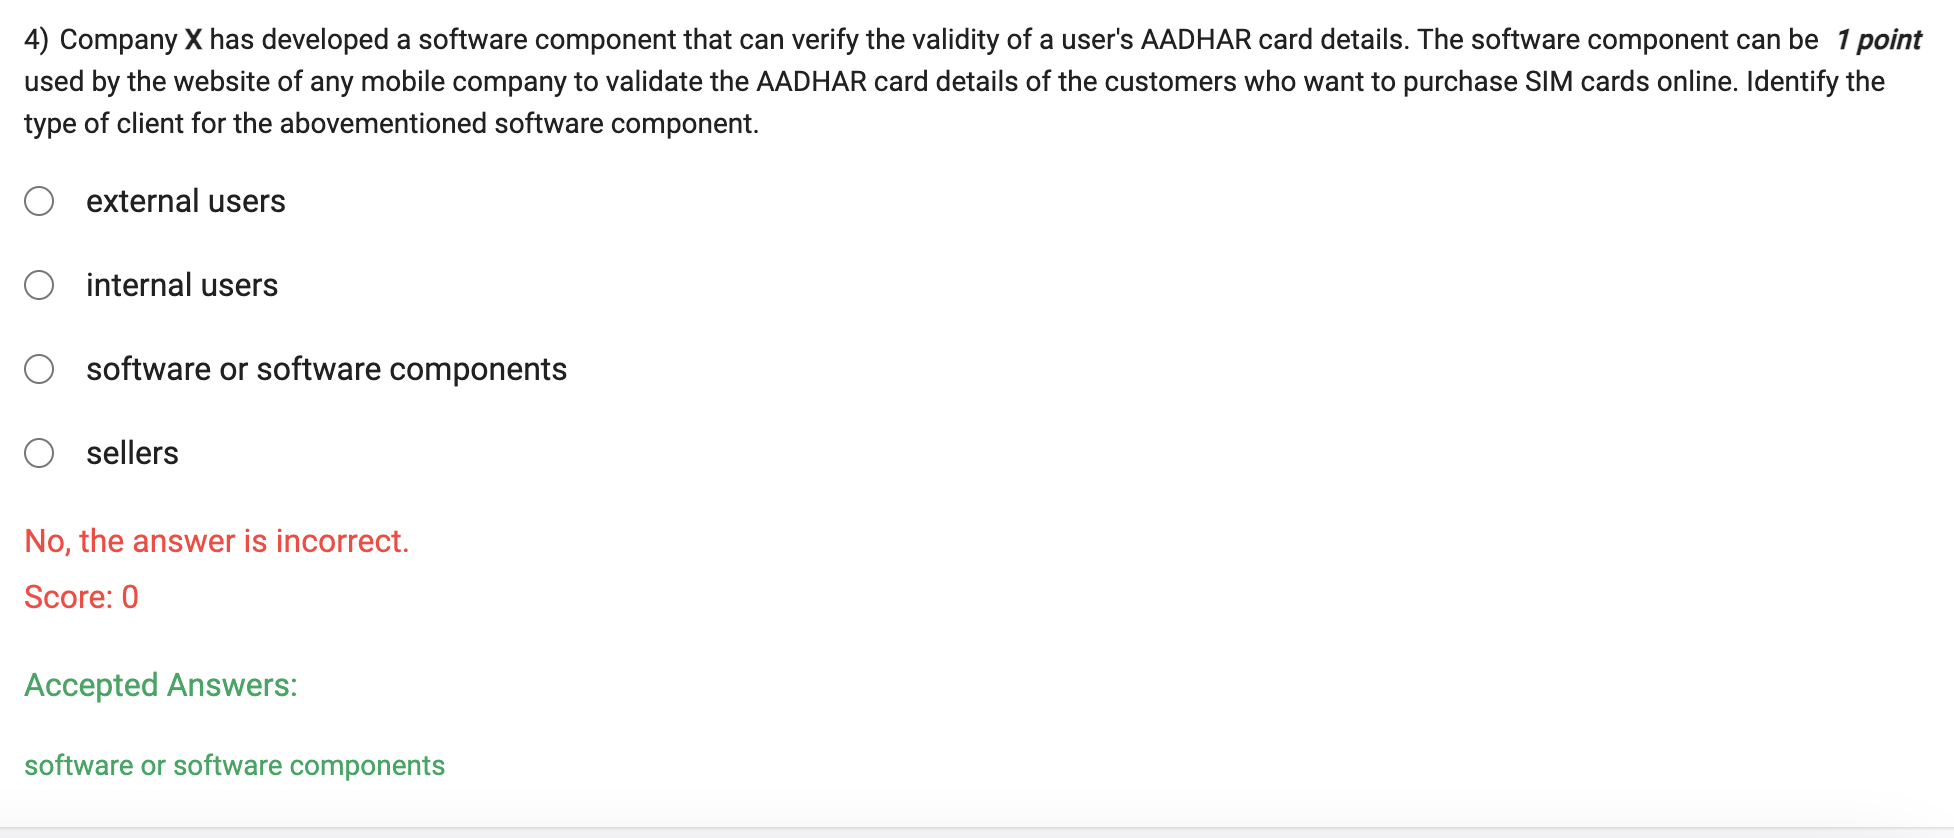 4) Company X has developed a software component that can verify the validity of a user's AADHAR card details. The software component can be 1 point
used by the website of any mobile company to validate the AADHAR card details of the customers who want to purchase SIM cards online. Identify the
type of client for the abovementioned software component.
external users
internal users
software or software components
sellers
No, the answer is incorrect.
Score: 0
Accepted Answers:
software or software components